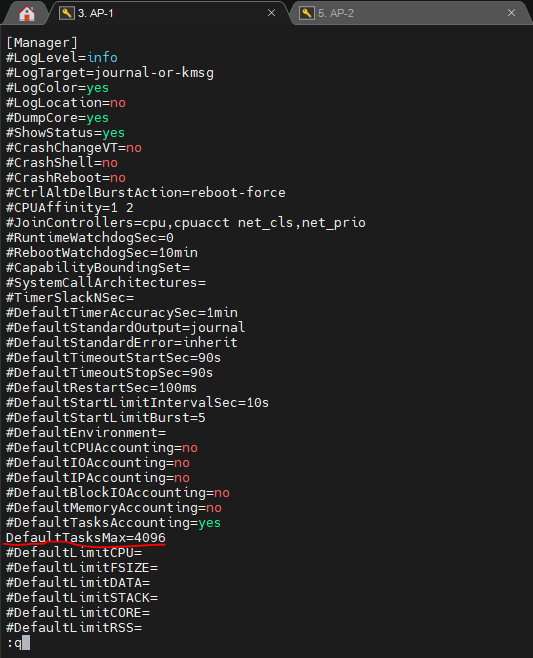 3. AP-1
5. AP-2
[Manager]
#LogLevel=info
#LogTarget=journal-or-kmsg
#LogColor=yes
#LogLocation=no
#DumpCore=yes
#ShowStatus=yes
#CrashChangeVT=no
#CrashShell=no
#CrashReboot=no
#CtrlAltDelBurstAction=reboot-force
#CPUAffinity=1 2
#JoinControllers=cpu,cpuacct net_cls,net_prio
#RuntimeWatchdogSec=0
#RebootWatchdogSec=10min
#CapabilityBoundingSet=
#SystemCallArchitectures=
#TimerSlackNSec=
#DefaultTimerAccuracySec=1min
#DefaultStandardOutput=journal
#DefaultStandardError=inherit
#DefaultTimeoutStartSec=90s
#DefaultTimeoutStopSec=90s
#DefaultRestartSec=100ms
#DefaultStartLimitIntervalSec=10s
#DefaultStartLimitBurst=5
#DefaultEnvironment=
#DefaultCPUAccounting=no
#DefaultIOAccounting=no
#DefaultIPAccounting=no
#DefaultBlockIOAccounting=no
#DefaultMemoryAccounting=no
#DefaultTasksAccounting=yes
DefaultTasksMax=4096
#DefaultLimitCPU=
#DefaultLimitFSIZE=
#DefaultLimitDATA=
#DefaultLimitSTACK=
#DefaultLimitCORE=
#DefaultLimitRSS=
:q